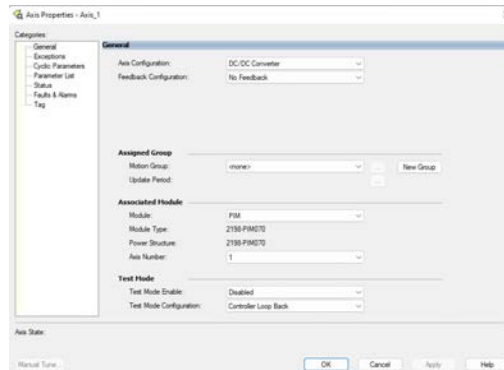 Axis Properties - Axis_1
Categories:
General
Exceptions
Cyclic Parameters
Parameter List
Status
Faults & Alarms
Tag
General
Axis Configuration: DC/DC Converter
Feedback Configuration: No Feedback
Assigned Group
Motion Group: <none> ... New Group
Update Period: ...
Associated Module
Module: PIM
Module Type: 2198-PIM070
Power Structure: 2198-PIM070
Axis Number: 1
Test Mode
Test Mode Enable: Disabled
Test Mode Configuration: Controller Loop Back
Axis State:
Manual Tune... OK Cancel Apply Help